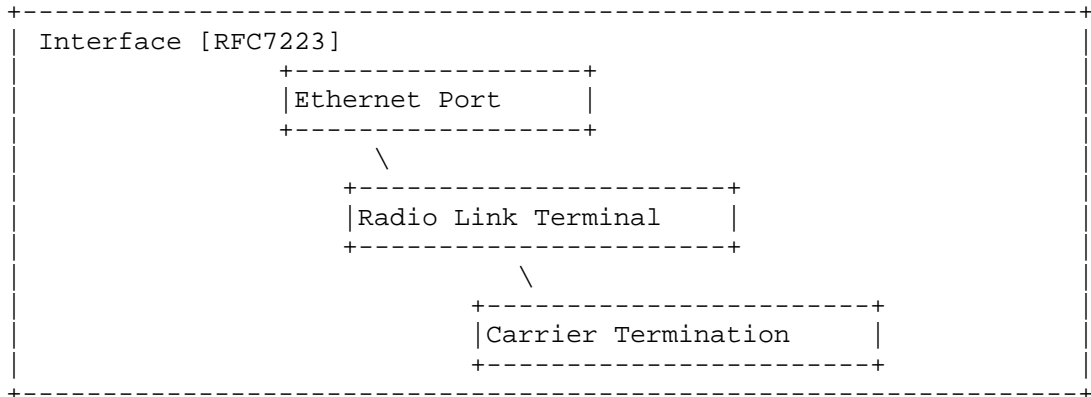 Interface [RFC7223]
Ethernet Port
Radio Link Terminal
Carrier Termination